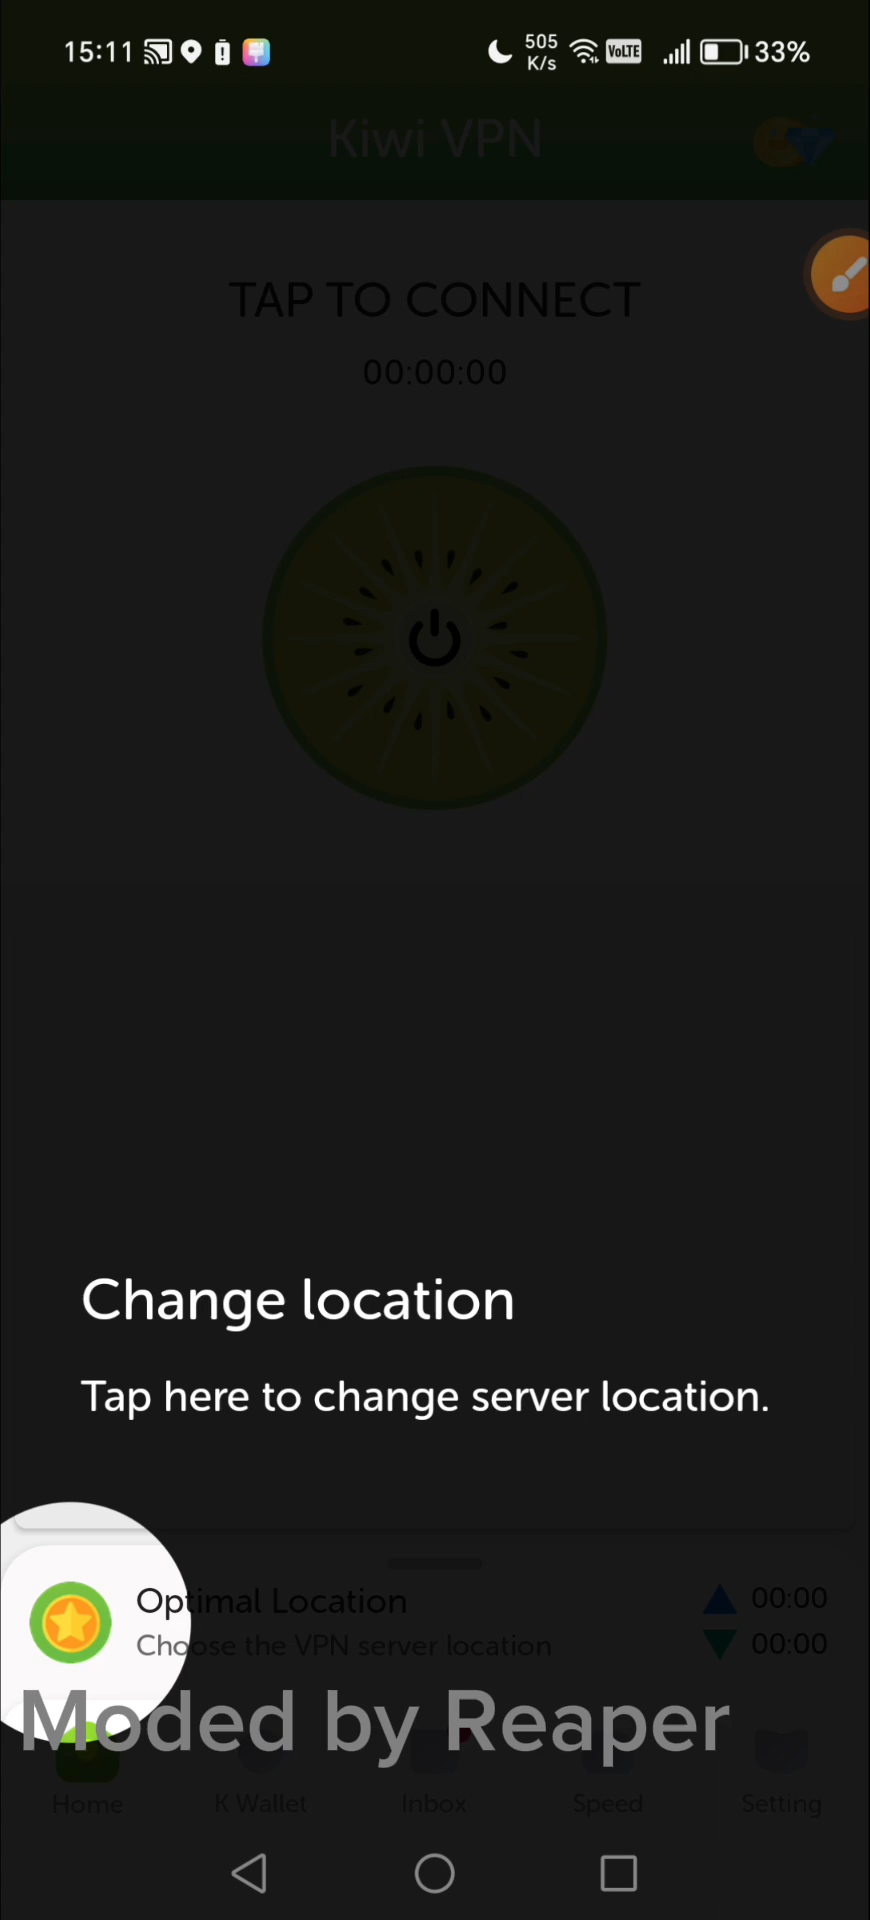 15:11
505
K/s
VoLTE
33%
Kiwi VPN
TAP TO CONNECT
00:00:00
Change location
Tap here to change server location.
Optimal Location
00:00
Choose the VPN server location
00:00
Moded by Reaper
Home
K Wallet
Inbox
Speed
Setting